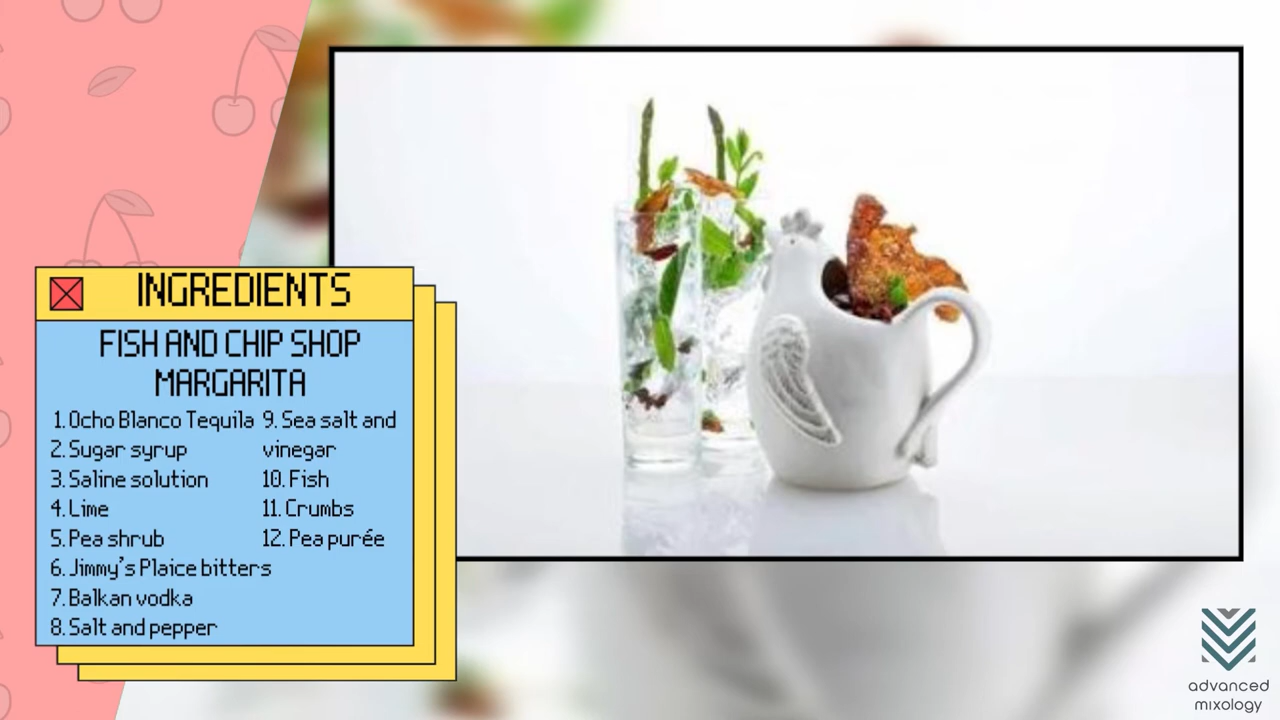 INGREDIENTS
FISH AND CHIP SHOP
MARGARITA
1. Ocho Blanco Tequila
2. Sugar syrup
3. Saline solution
4. Lime
5. Pea shrub
6. Jimmy's Plaice bitters
7. Balkan vodka
8. Salt and pepper
9. Sea salt and
vinegar
10. Fish
11. Crumbs
12. Pea purée
advanced
mixology